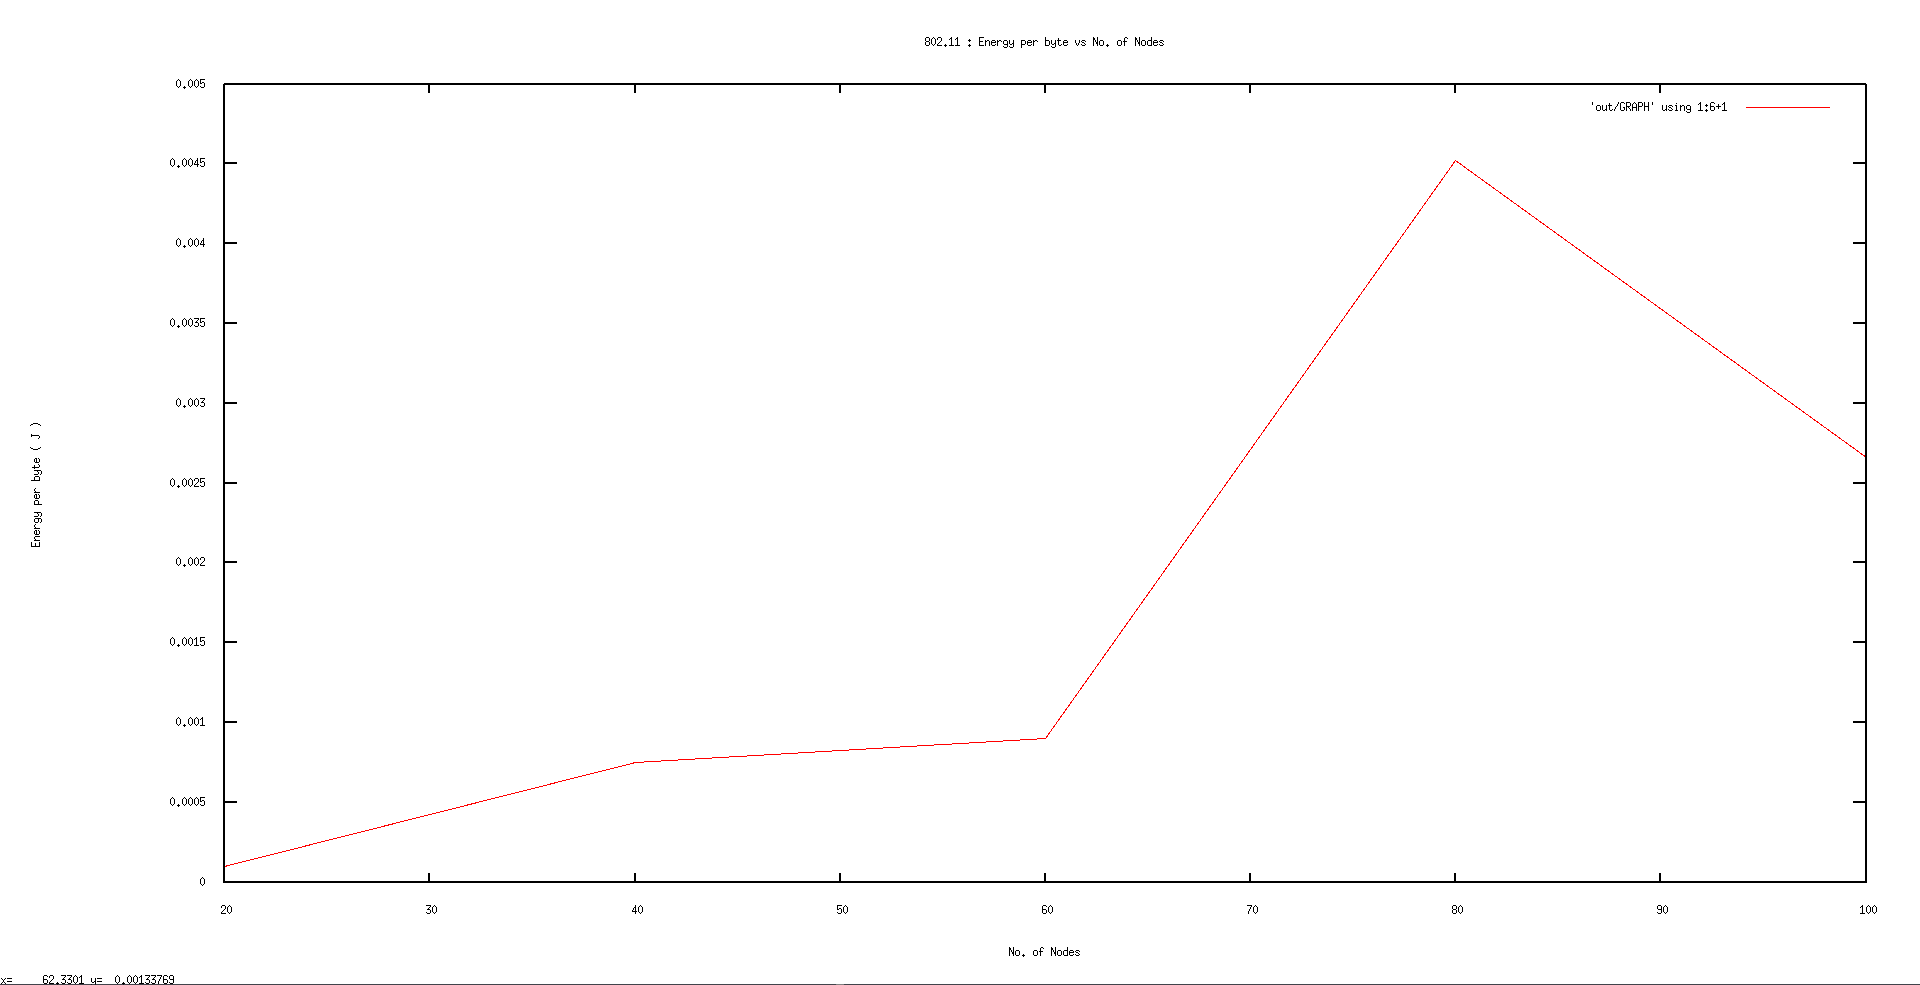 802.11 : Energy per byte vs No. of Nodes
0.005
'out/GRAPH' using 1:6+1
0.0045
0.004
0.0035
0.003
Energy per byte ( J )
0.0025
0.002
0.0015
0.001
0.0005
0
20 30 40 50 60 70 80 90 100
No. of Nodes
x= 62.3301 y= 0.00133769